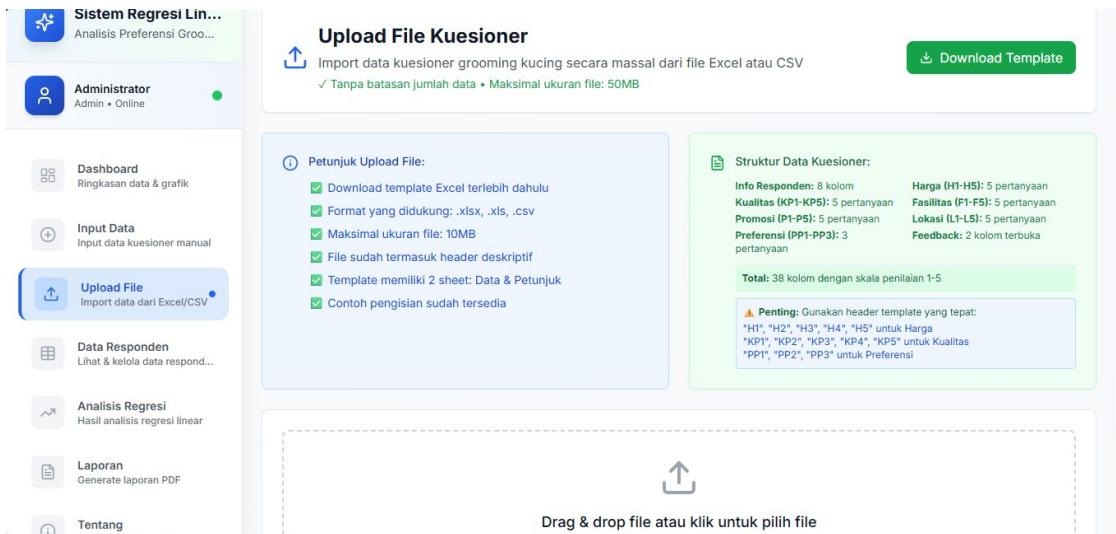 Sistem Regresi Lin...
Analisis Preferensi Groo...
Administrator
Admin • Online
Dashboard
Ringkasan data & grafik
Input Data
Input data kuesioner manual
Upload File
Import data dari Excel/CSV
Data Responden
Lihat & kelola data respond...
Analisis Regresi
Hasil analisis regresi linear
Laporan
Generate laporan PDF
Tentang
Upload File Kuesioner
Import data kuesioner grooming kucing secara massal dari file Excel atau CSV
✓ Tanpa batasan jumlah data • Maksimal ukuran file: 50MB
Download Template
Petunjuk Upload File:
✅ Download template Excel terlebih dahulu
✅ Format yang didukung: .xlsx, .xls, .csv
✅ Maksimal ukuran file: 10MB
✅ File sudah termasuk header deskriptif
✅ Template memiliki 2 sheet: Data & Petunjuk
✅ Contoh pengisian sudah tersedia
Struktur Data Kuesioner:
Info Responden: 8 kolom
Kualitas (KP1-KP5): 5 pertanyaan
Promosi (P1-P5): 5 pertanyaan
Preferensi (PP1-PP3): 3
pertanyaan
Harga (H1-H5): 5 pertanyaan
Fasilitas (F1-F5): 5 pertanyaan
Lokasi (L1-L5): 5 pertanyaan
Feedback: 2 kolom terbuka
Total: 38 kolom dengan skala penilaian 1-5
⚠️ Penting: Gunakan header template yang tepat:
"H1", "H2", "H3", "H4", "H5" untuk Harga
"KP1", "KP2", "KP3", "KP4", "KP5" untuk Kualitas
"PP1", "PP2", "PP3" untuk Preferensi
Drag & drop file atau klik untuk pilih file